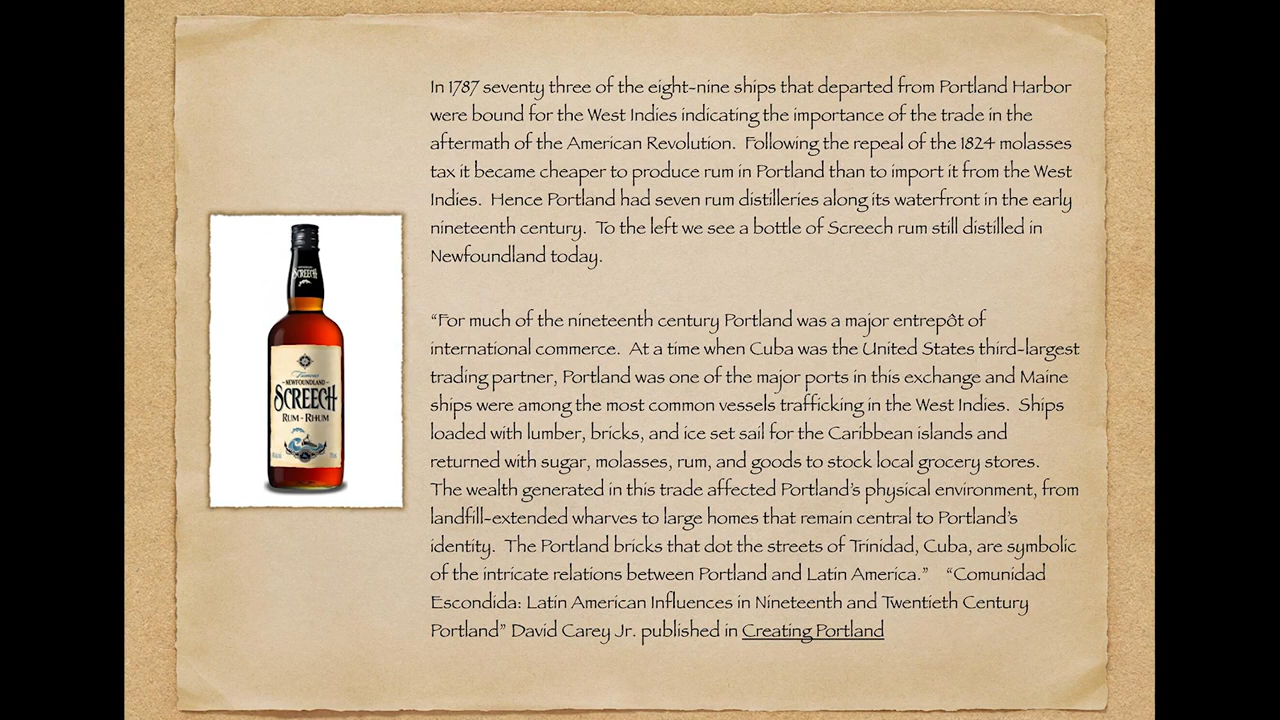 In 1787 seventy three of the eight-nine ships that departed from Portland Harbor
were bound for the West Indies indicating the importance of the trade in the
aftermath of the American Revolution.  Following the repeal of the 1824 molasses
tax it became cheaper to produce rum in Portland than to import it from the West
Indies.  Hence Portland had seven rum distilleries along its waterfront in the early
nineteenth century.  To the left we see a bottle of Screech rum still distilled in
Newfoundland today.
SCREECH
Famous
NEWFOUNDLAND
SCREECH
RUM - RHUM
“For much of the nineteenth century Portland was a major entrepôt of
international commerce.  At a time when Cuba was the United States third-largest
trading partner, Portland was one of the major ports in this exchange and Maine
ships were among the most common vessels trafficking in the West Indies.  Ships
loaded with lumber, bricks, and ice set sail for the Caribbean islands and
returned with sugar, molasses, rum, and goods to stock local grocery stores.
The wealth generated in this trade affected Portland’s physical environment, from
landfill-extended wharves to large homes that remain central to Portland’s
identity.  The Portland bricks that dot the streets of Trinidad, Cuba, are symbolic
of the intricate relations between Portland and Latin America.”   “Comunidad
Escondida: Latin American Influences in Nineteenth and Twentieth Century
Portland” David Carey Jr. published in Creating Portland